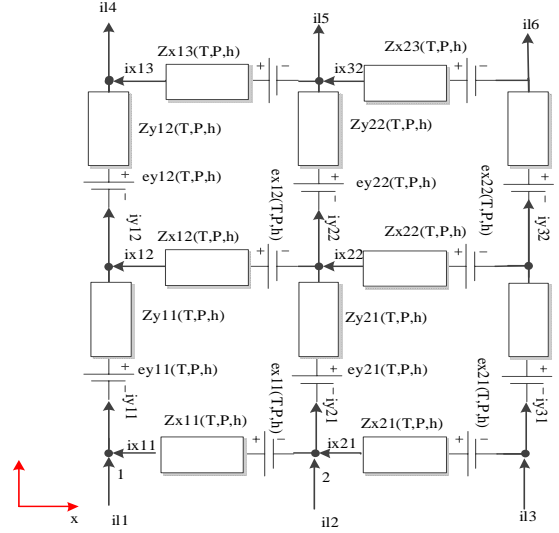 il4
il5
il6
Zx13(T,P,h)
Zx23(T,P,h)
ix13
+
−
ix32
+
−
Zy12(T,P,h)
Zy22(T,P,h)
+
−
ey12(T,P,h)
ex12(T,P,h)
+
−
ey22(T,P,h)
ex22(T,P,h)
+
−
iy12
iy22
iy32
Zx12(T,P,h)
Zx22(T,P,h)
ix12
+
−
ix22
+
−
Zy11(T,P,h)
Zy21(T,P,h)
+
−
ey11(T,P,h)
ex11(T,P,h)
+
−
ey21(T,P,h)
ex21(T,P,h)
+
−
iy11
iy21
iy31
Zx11(T,P,h)
Zx21(T,P,h)
ix11
+
−
ix21
+
−
1
2
x
il1
il2
il3